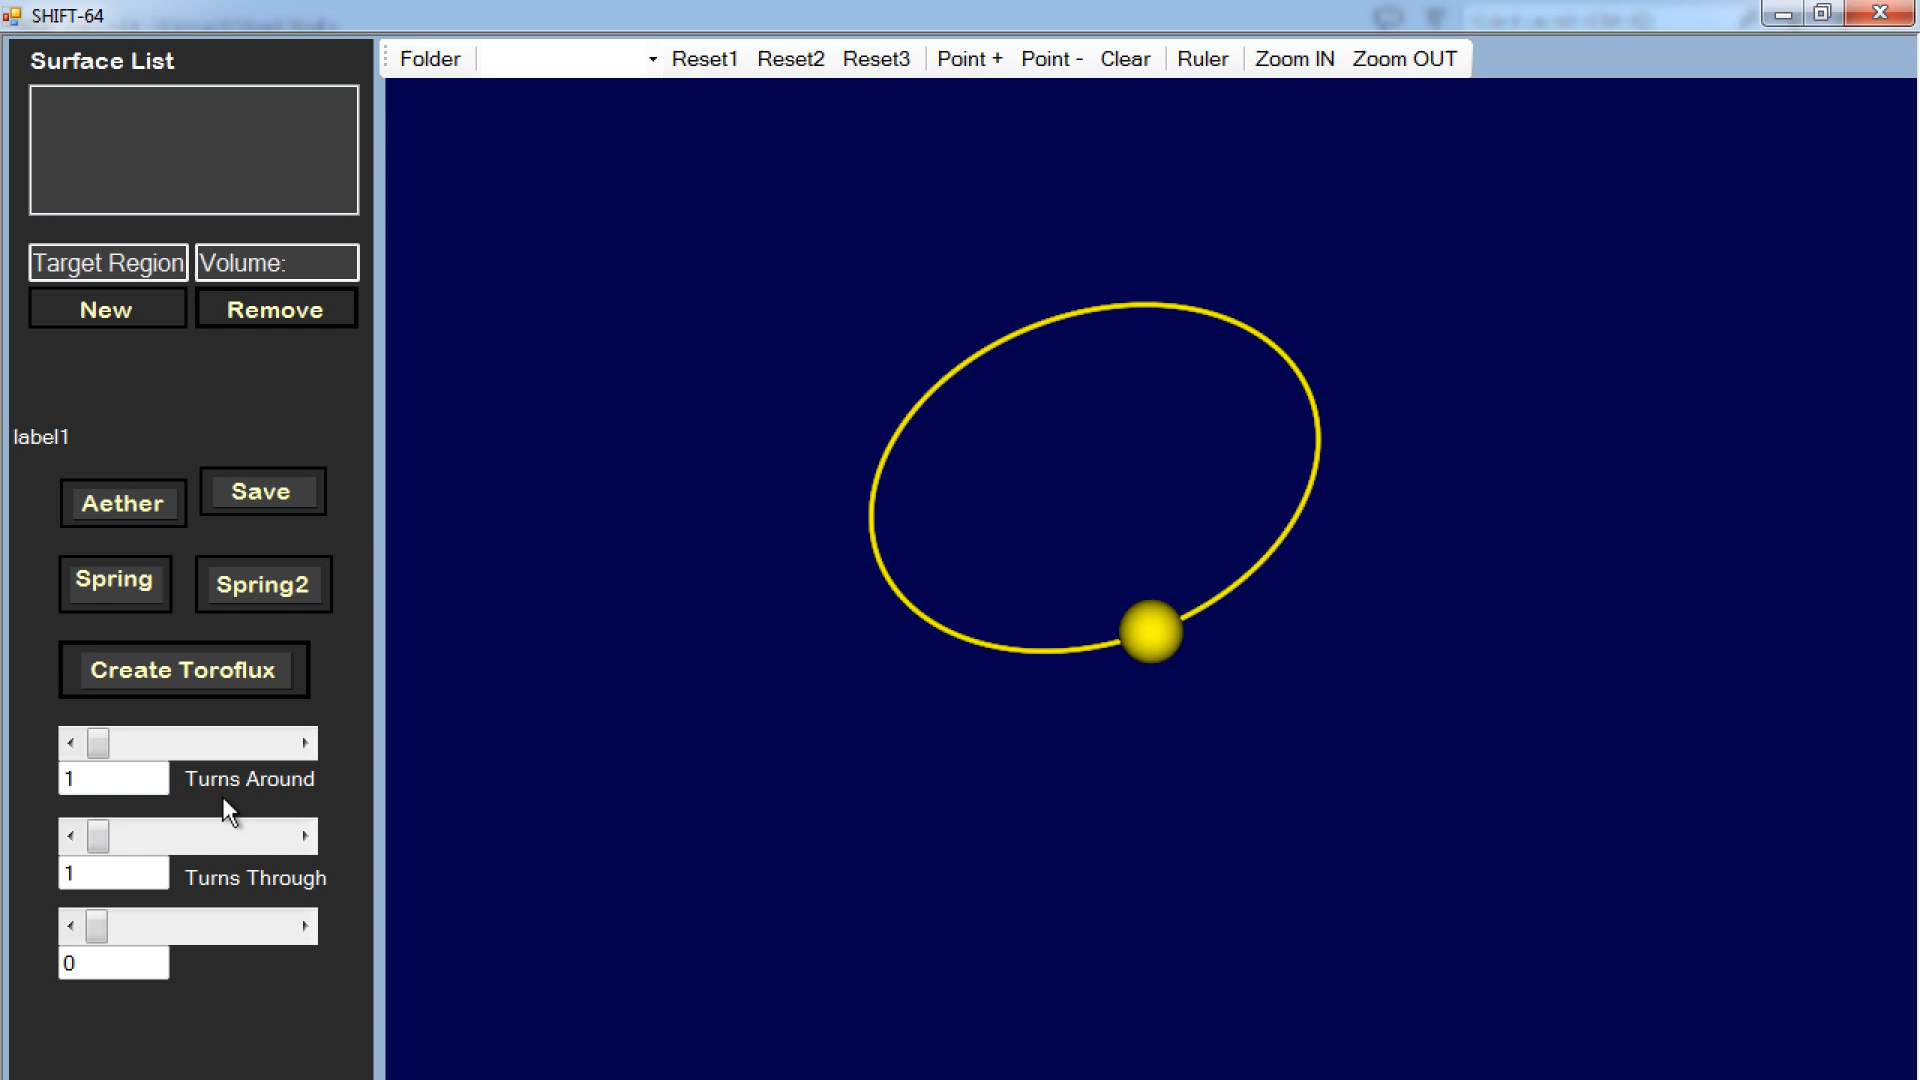 SHIFT-64
Surface List
Folder Reset1 Reset2 Reset3 Point + Point - Clear Ruler Zoom IN Zoom OUT
Target Region Volume:
New Remove
label1
Aether Save
Spring Spring2
Create Toroflux
1 Turns Around
1 Turns Through
0